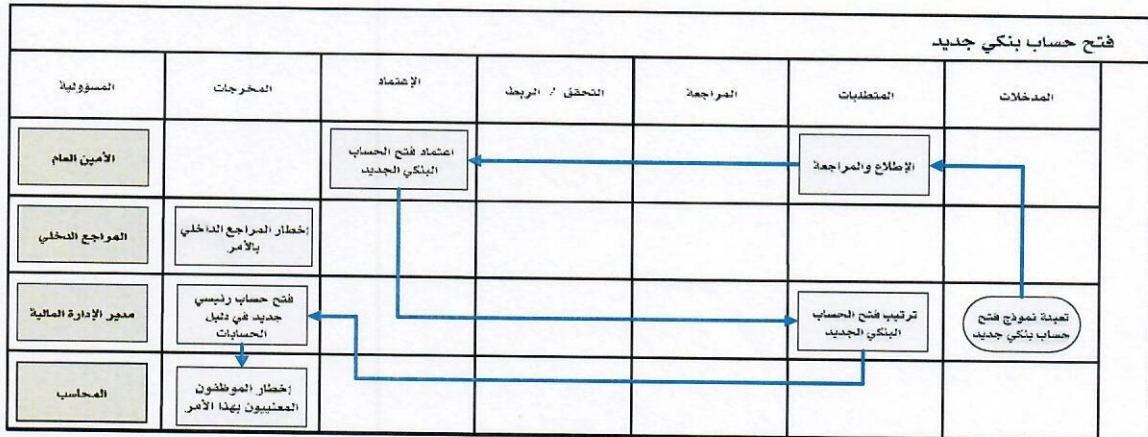 فتح حساب بنكي جديد
المدخلات
المتطلبات
المراجعة
التحقق / الربط
الإعتماد
المخرجات
المسؤولية
الإطلاع والمراجعة
اعتماد فتح الحساب
البنكي الجديد
الأمين العام
إخطار المراجع الداخلي
بالأمر
المراجع الدخلي
تعبئة نموذج فتح
حساب بنكي جديد
ترتيب فتح الحساب
البنكي الجديد
فتح حساب رئيسي
جديد في دليل
الحسابات
مدير الإدارة المالية
إخطار الموظفون
المعنييون بهذا الأمر
المحاسب